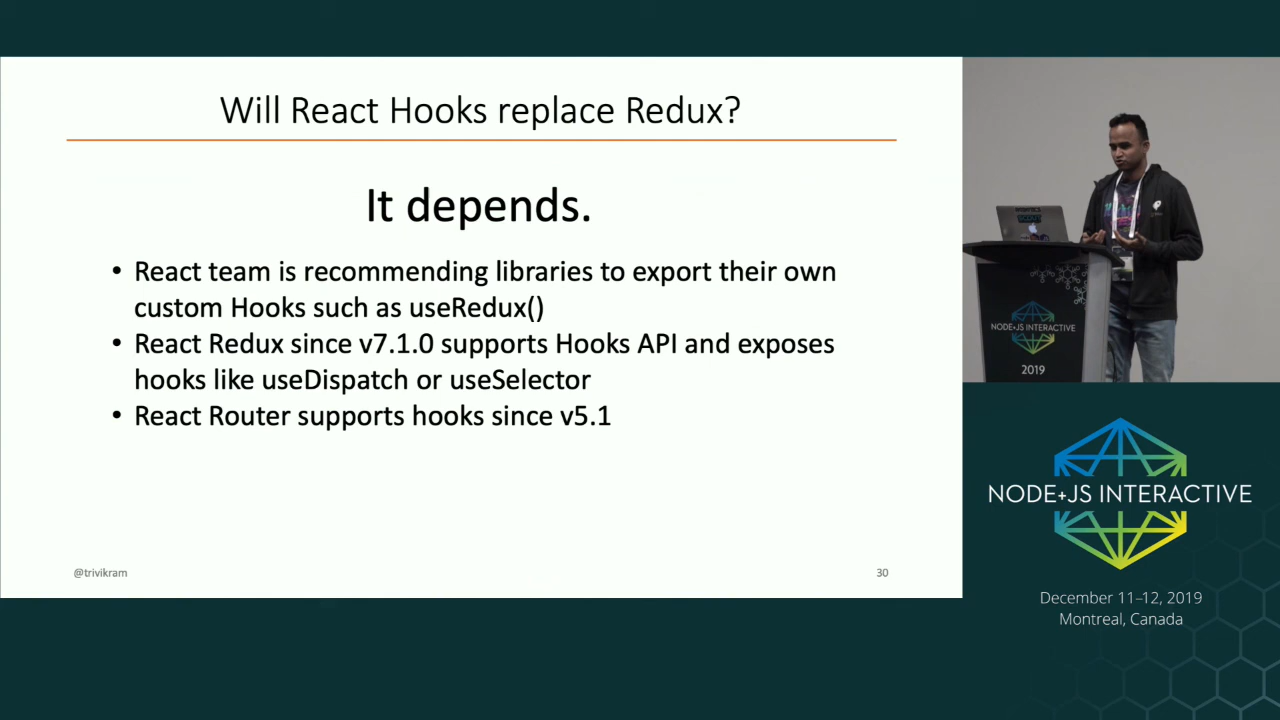 Will React Hooks replace Redux?
It depends.
• React team is recommending libraries to export their own
custom Hooks such as useRedux()
• React Redux since v7.1.0 supports Hooks API and exposes
hooks like useDispatch or useSelector
• React Router supports hooks since v5.1
@trivikram
30
NODE+JS INTERACTIVE
2019
NODE+JS INTERACTIVE
December 11–12, 2019
Montreal, Canada